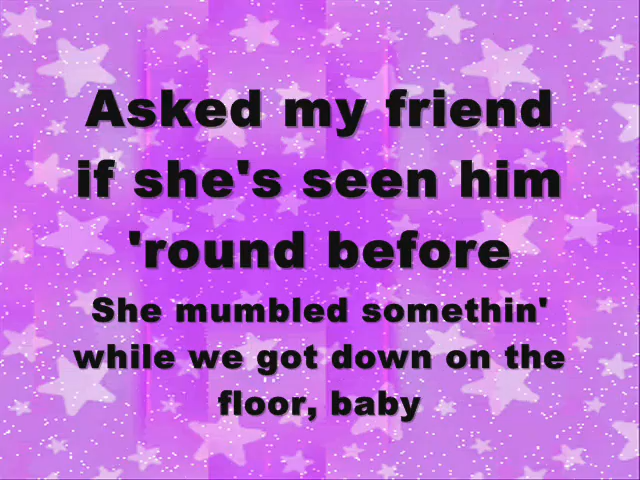 Asked my friend
if she's seen him
'round before
She mumbled somethin'
while we got down on the
floor, baby